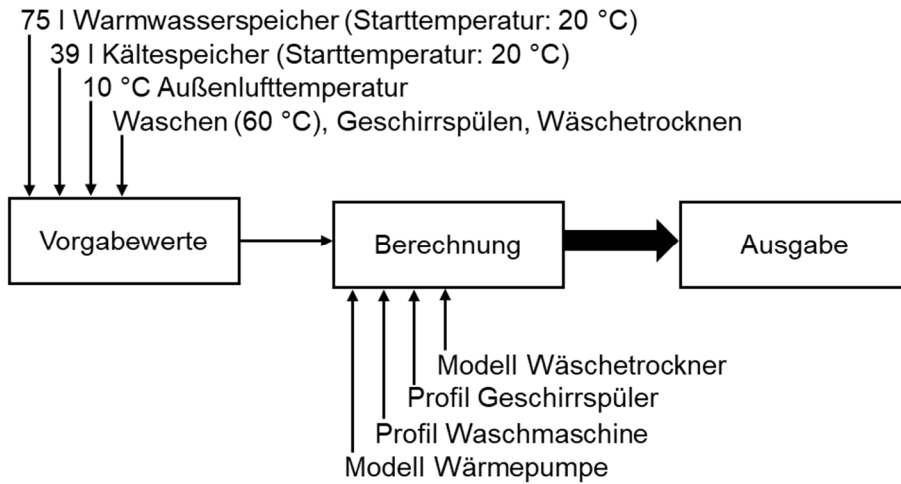 75 l Warmwasserspeicher (Starttemperatur: 20 °C)
39 l Kältespeicher (Starttemperatur: 20 °C)
10 °C Außenlufttemperatur
Waschen (60 °C), Geschirrspülen, Wäschetrocknen
Vorgabewerte
Berechnung
Ausgabe
Modell Wäschetrockner
Profil Geschirrspüler
Profil Waschmaschine
Modell Wärmepumpe